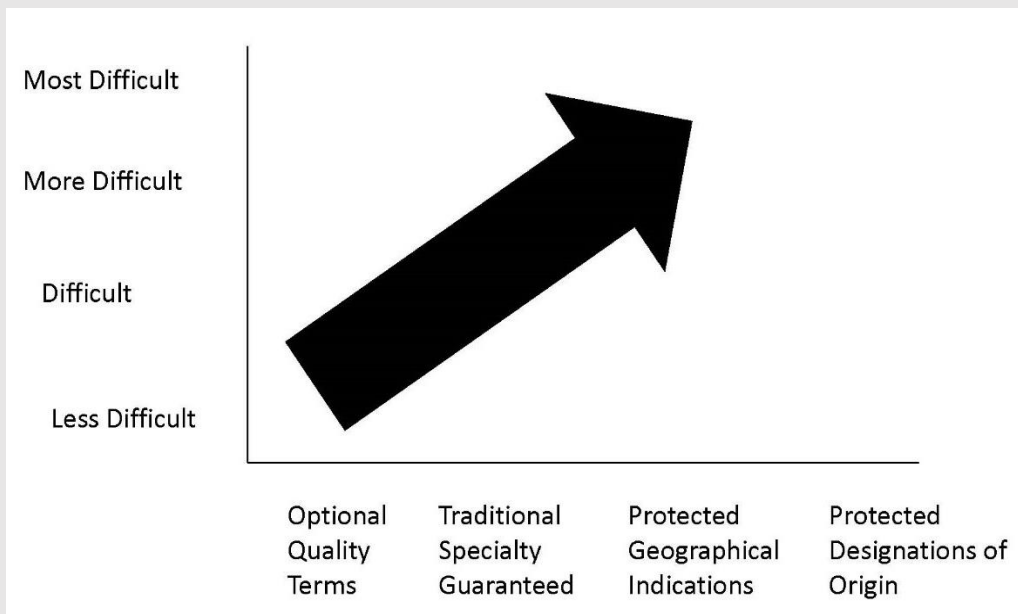 Most Difficult
More Difficult
Difficult
Less Difficult
Optional
Quality
Terms
Traditional
Specialty
Guaranteed
Protected
Geographical
Indications
Protected
Designations of
Origin